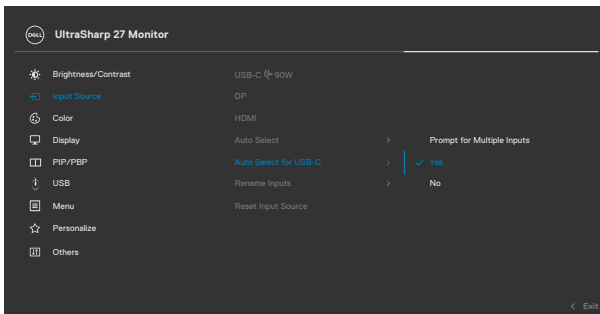 DELL UltraSharp 27 Monitor
Brightness/Contrast
USB-C 90W
Input Source
DP
Color
HDMI
Display
Auto Select
Prompt for Multiple Inputs
PIP/PBP
Auto Select for USB-C
Yes
USB
Rename Inputs
No
Menu
Reset Input Source
Personalize
Others
Exit